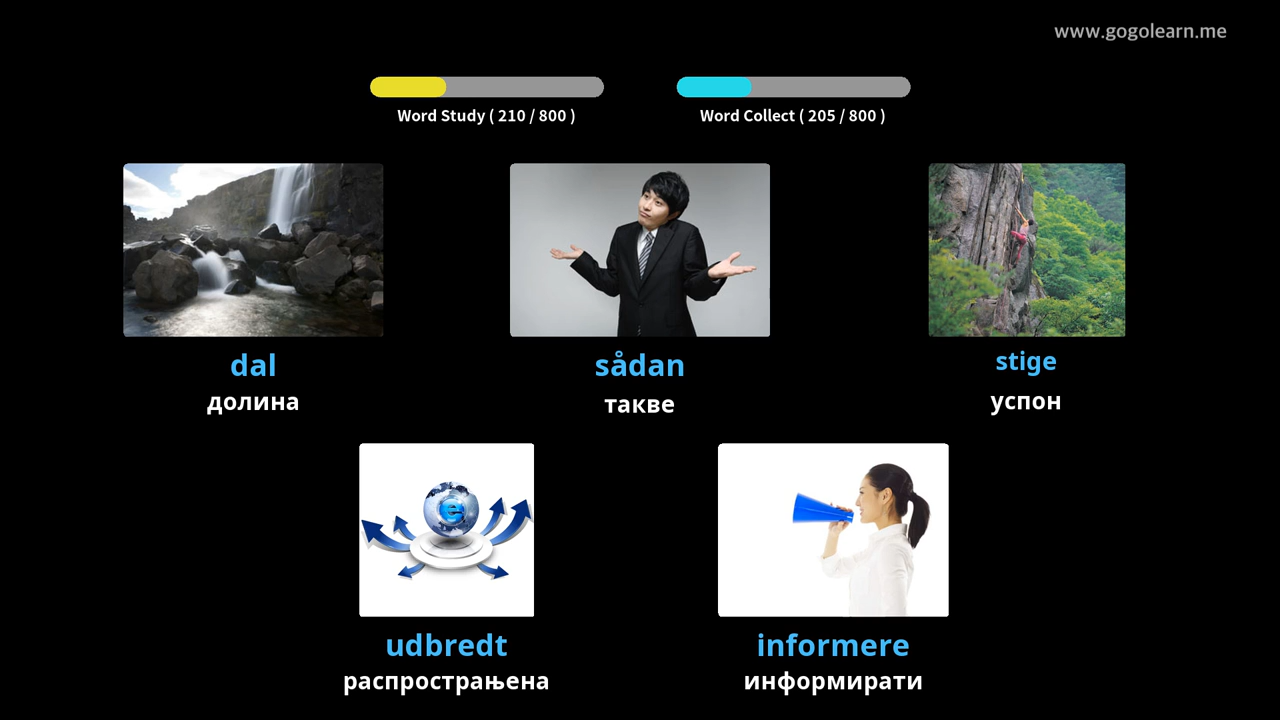 www.gogolearn.me
Word Study ( 210 / 800 )
Word Collect ( 205 / 800 )
dal
долина
sådan
такве
stige
успон
e
udbredt
распрострањена
informere
информирати